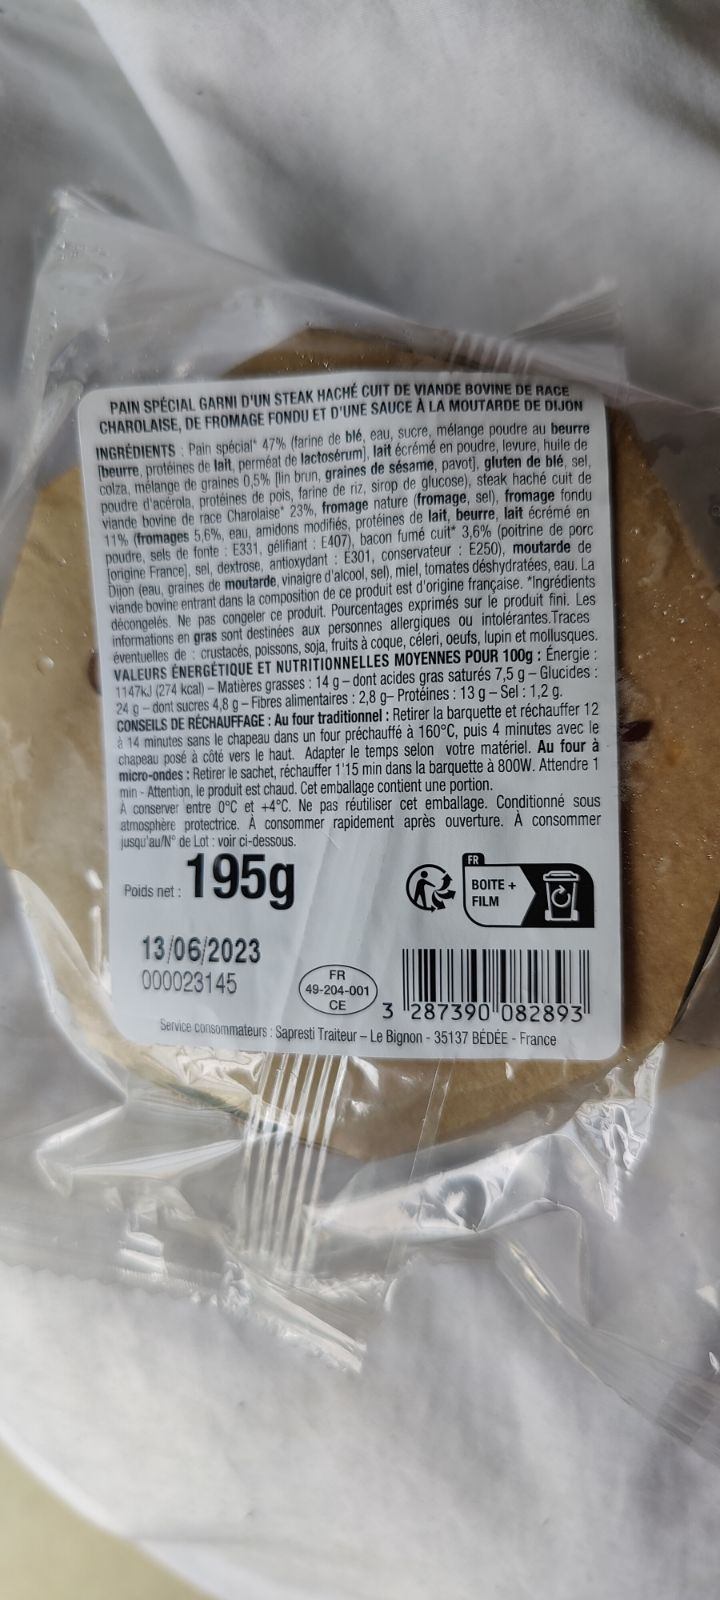 PAIN SPÉCIAL GARNI D'UN STEAK HACHÉ CUIT DE VIANDE BOVINE DE RACE
CHAROLAISE, DE FROMAGE FONDU ET D'UNE SAUCE À LA MOUTARDE DE DIJON
INGRÉDIENTS : Pain spécial* 47% (farine de blé, eau, sucre, mélange poudre au beurre
[beurre, protéines de lait, perméat de lactosérum], lait écrémé en poudre, levure, huile de
colza, mélange de graines 0,5% [lin brun, graines de sésame, pavot], gluten de blé, sel,
poudre d'acérola, protéines de pois, farine de riz, sirop de glucose), steak haché cuit de
viande bovine de race Charolaise* 23%, fromage nature (fromage, sel), fromage fondu
11% (fromages 5,6%, eau, amidons modifiés, protéines de lait, beurre, lait écrémé en
poudre, sels de fonte : E331, gélifiant : E407), bacon fumé cuit* 3,6% (poitrine de porc
[origine France], sel, dextrose, antioxydant : E301, conservateur : E250), moutarde de
Dijon (eau, graines de moutarde, vinaigre d'alcool, sel), miel, tomates déshydratées, eau. La
viande bovine entrant dans la composition de ce produit est d'origine française. *Ingrédients
décongelés. Ne pas congeler ce produit. Pourcentages exprimés sur le produit fini. Les
informations en gras sont destinées aux personnes allergiques ou intolérantes.Traces
éventuelles de : crustacés, poissons, soja, fruits à coque, céleri, oeufs, lupin et mollusques.
VALEURS ÉNERGÉTIQUE ET NUTRITIONNELLES MOYENNES POUR 100g : Énergie :
1147kJ (274 kcal) – Matières grasses : 14 g – dont acides gras saturés 7,5 g – Glucides :
24 g – dont sucres 4,8 g – Fibres alimentaires : 2,8 g– Protéines : 13 g – Sel : 1,2 g.
CONSEILS DE RÉCHAUFFAGE : Au four traditionnel : Retirer la barquette et réchauffer 12
à 14 minutes sans le chapeau dans un four préchauffé à 160°C, puis 4 minutes avec le
chapeau posé à côté vers le haut. Adapter le temps selon votre matériel. Au four à
micro-ondes : Retirer le sachet, réchauffer 1'15 min dans la barquette à 800W. Attendre 1
min - Attention, le produit est chaud. Cet emballage contient une portion.
À conserver entre 0°C et +4°C. Ne pas réutiliser cet emballage. Conditionné sous
atmosphère protectrice. À consommer rapidement après ouverture. À consommer
jusqu'au/N° de Lot : voir ci-dessous.
Poids net : 195g
FR
BOITE +
FILM
13/06/2023
000023145
FR
49-204-001
CE
3 287390 082893
Service consommateurs : Sapresti Traiteur – Le Bignon - 35137 BÉDÉE - France